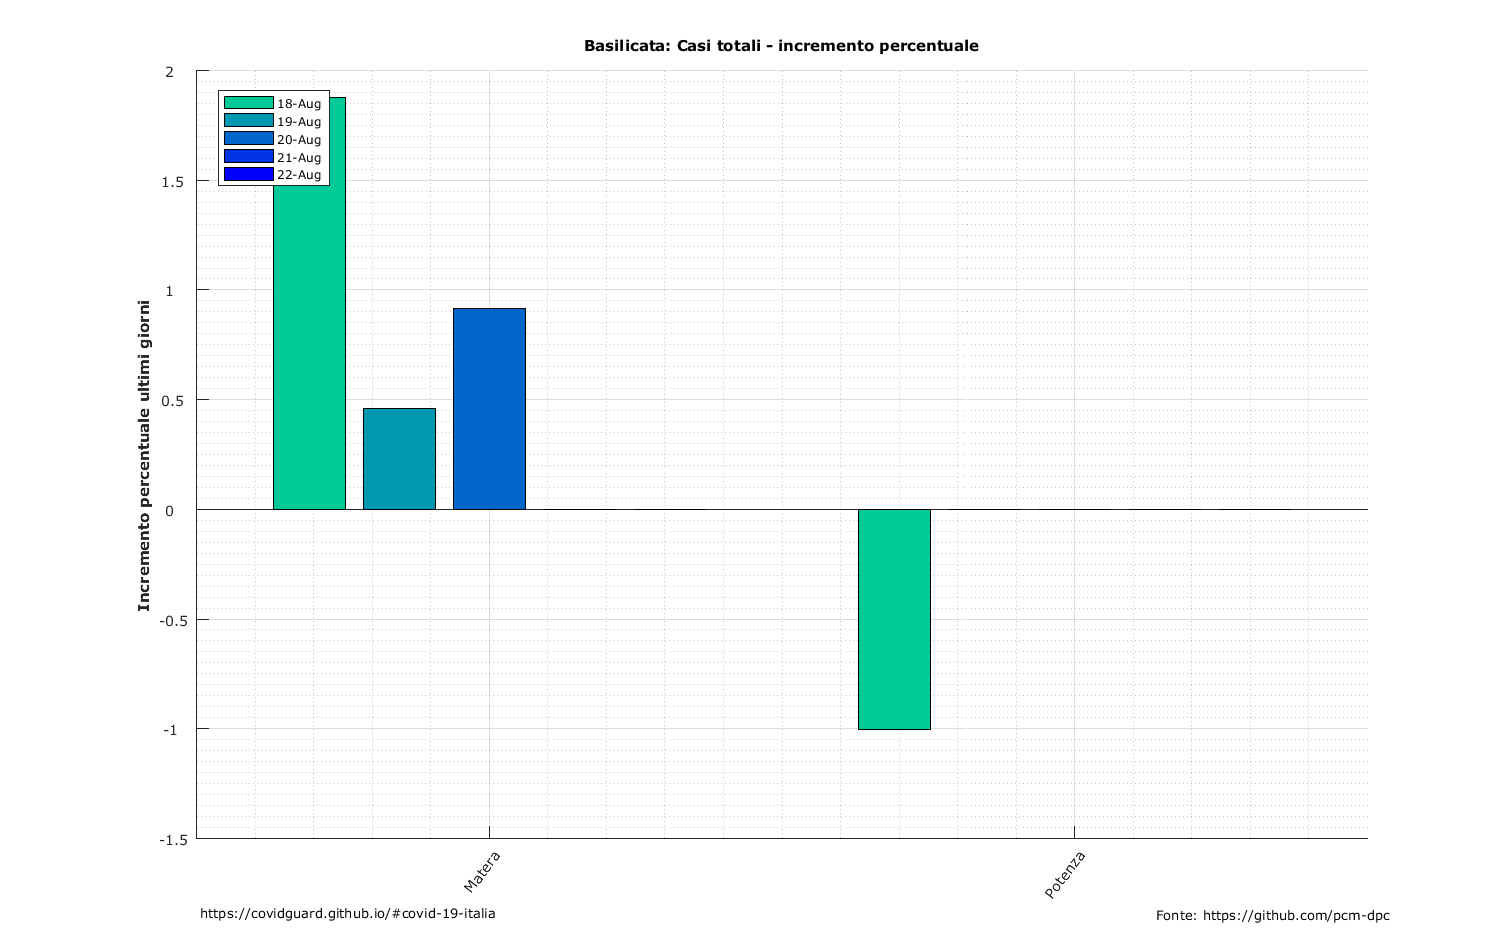 Basilicata: Casi totali - incremento percentuale
18-Aug
19-Aug
20-Aug
21-Aug
22-Aug
2
1.5
1
0.5
0
-0.5
-1
-1.5
Incremento percentuale ultimi giorni
Matera
Potenza
https://covidguard.github.io/#covid-19-italia
Fonte: https://github.com/pcm-dpc